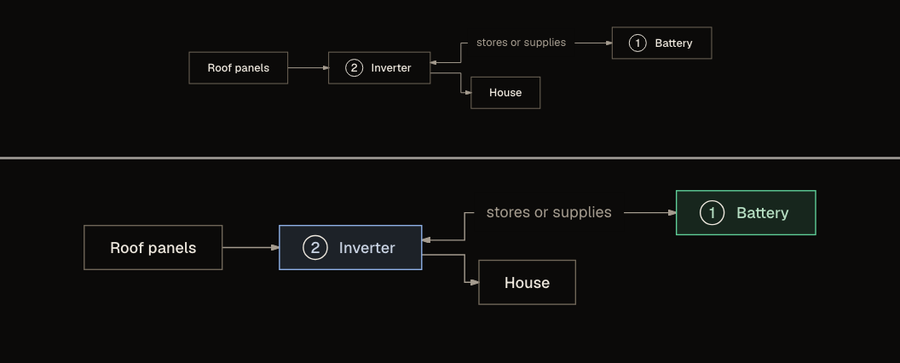 stores or supplies
1 Battery
Roof panels
2 Inverter
House
stores or supplies
1 Battery
Roof panels
2 Inverter
House